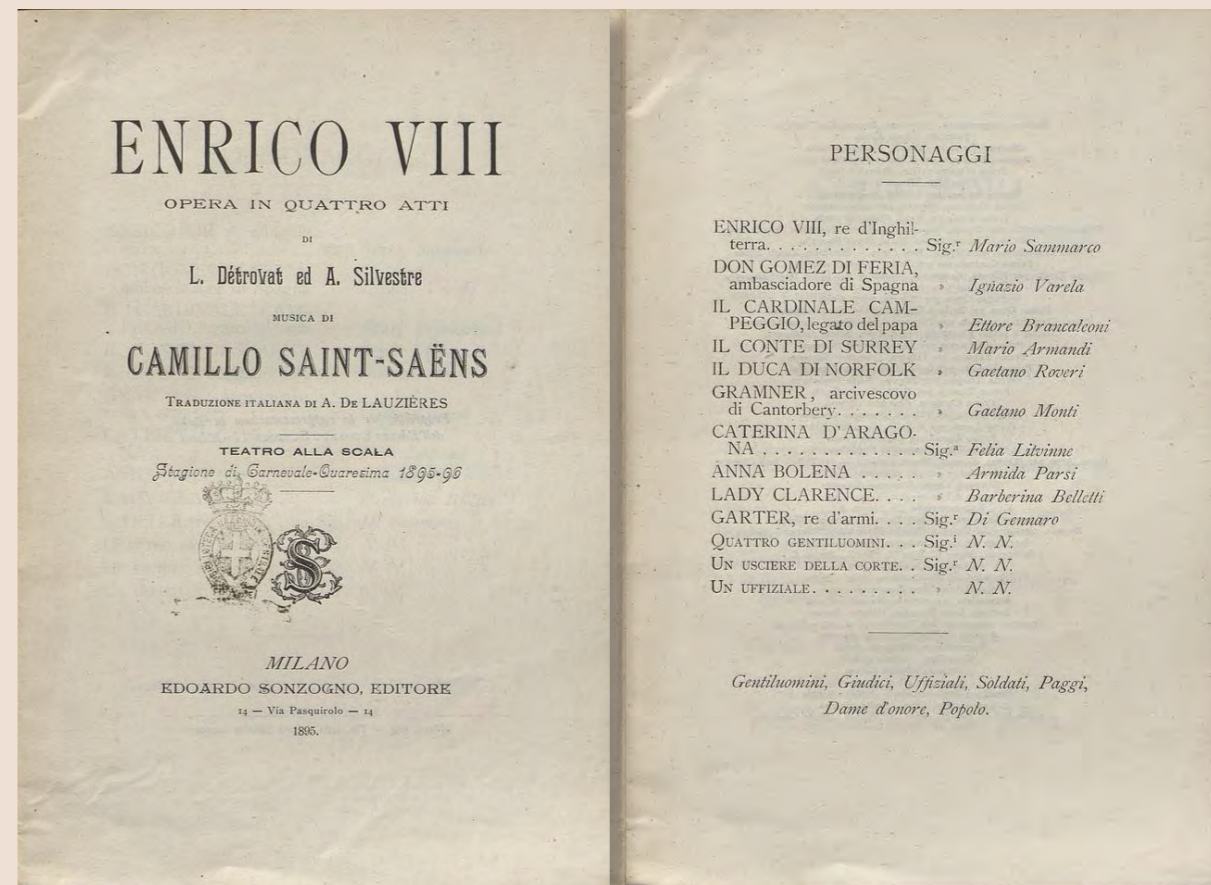 ENRICO VIII
OPERA IN QUATTRO ATTI
DI
L. Détrovat ed A. Silvestre
MUSICA DI
CAMILLO SAINT-SAËNS
TRADUZIONE ITALIANA DI A. DE LAUZIÈRES
TEATRO ALLA SCALA
Stagione di Carnevale-Quaresima 1895-96
MILANO
EDOARDO SONZOGNO, EDITORE
14 — Via Pasquirolo — 14
1895.
PERSONAGGI
ENRICO VIII, re d'Inghil-
terra. . . . . . . . . . . . . Sig.r Mario Sammarco
DON GOMEZ DI FERIA,
ambasciadore di Spagna » Ignazio Varela
IL CARDINALE CAM-
PEGGIO, legato del papa » Ettore Brancalconi
IL CONTE DI SURREY » Mario Armandi
IL DUCA DI NORFOLK » Gaetano Roveri
GRAMNER, arcivescovo
di Cantorbery. . . . . . . » Gaetano Monti
CATERINA D'ARAGO-
NA . . . . . . . . . . . . . Sig.a Felia Litvinne
ANNA BOLENA . . . . . » Armida Parsi
LADY CLARENCE. . . . » Barberina Belletti
GARTER, re d'armi. . . . Sig.r Di Gennaro
QUATTRO GENTILUOMINI. . . Sig.i N. N.
UN USCIERE DELLA CORTE. . Sig.r N. N.
UN UFFIZIALE. . . . . . . . . » N. N.
Gentiluomini, Giudici, Uffiziali, Soldati, Paggi,
Dame d'onore, Popolo.